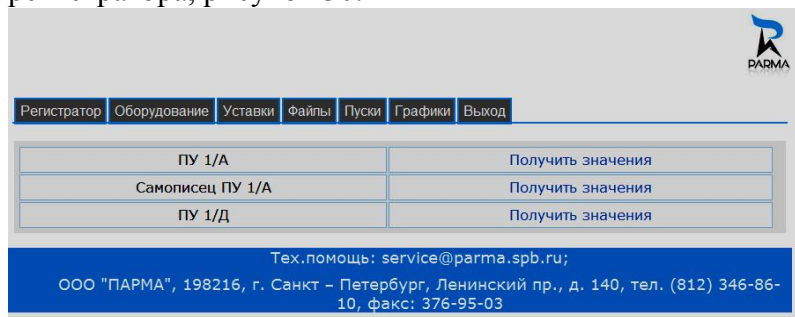 PARMA
Регистратор Оборудование Уставки Файлы Пуски Графики Выход
ПУ 1/А Получить значения
Самописец ПУ 1/А Получить значения
ПУ 1/Д Получить значения
Тех.помощь: service@parma.spb.ru;
ООО "ПАРМА", 198216, г. Санкт – Петербург, Ленинский пр., д. 140, тел. (812) 346-86-
10, факс: 376-95-03